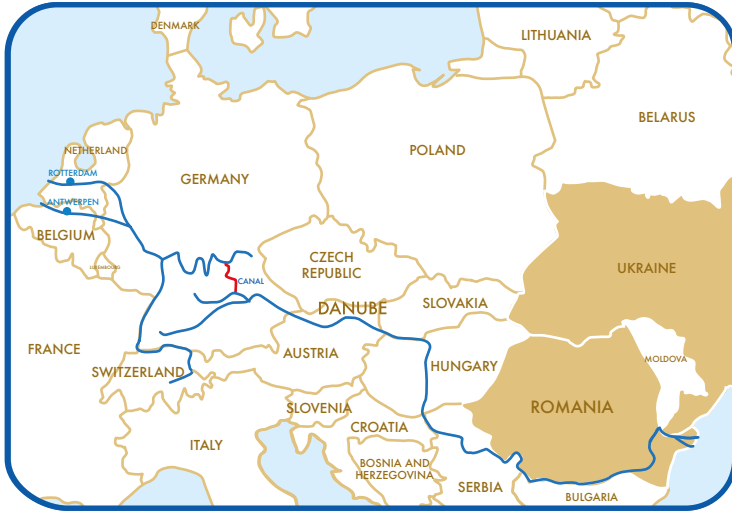 DENMARK
LITHUANIA
BELARUS
NETHERLAND
POLAND
ROTTERDAM
GERMANY
ANTWERPEN
BELGIUM
CZECH
REPUBLIC
LUXEMBOURG
UKRAINE
CANAL
DANUBE
SLOVAKIA
FRANCE
AUSTRIA
MOLDOVA
SWITZERLAND
HUNGARY
SLOVENIA
ROMANIA
CROATIA
ITALY
BOSNIA AND
HERZEGOVINA
SERBIA
BULGARIA